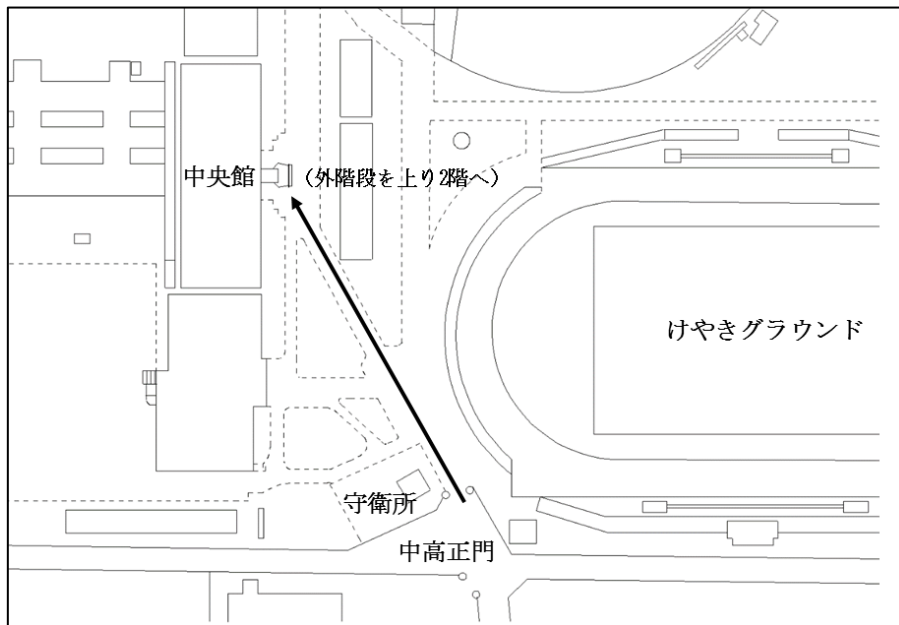 中央館
（外階段を上り2階へ）
けやきグラウンド
守衛所
中高正門